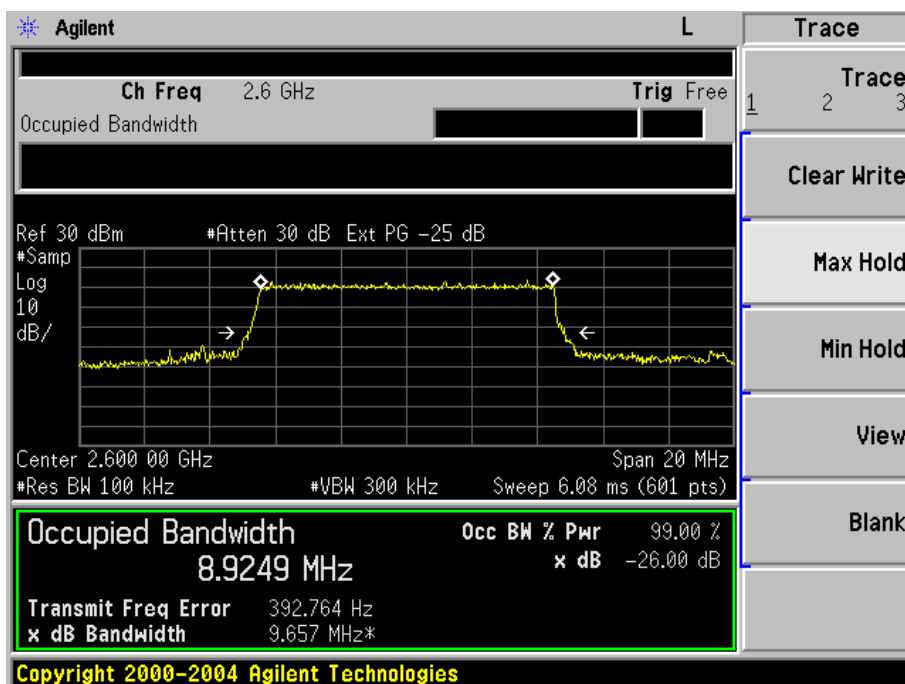 Agilent L Trace
Ch Freq 2.6 GHz Trig Free
Occupied Bandwidth
Trace
1 2 3
Clear Write
Max Hold
Min Hold
View
Blank
Ref 30 dBm #Atten 30 dB Ext PG -25 dB
#Samp
Log
10
dB/
Center 2.600 00 GHz Span 20 MHz
#Res BW 100 kHz #VBW 300 kHz Sweep 6.08 ms (601 pts)
Occupied Bandwidth Occ BW % Pwr 99.00 %
8.9249 MHz x dB -26.00 dB
Transmit Freq Error 392.764 Hz
x dB Bandwidth 9.657 MHz*
Copyright 2000-2004 Agilent Technologies